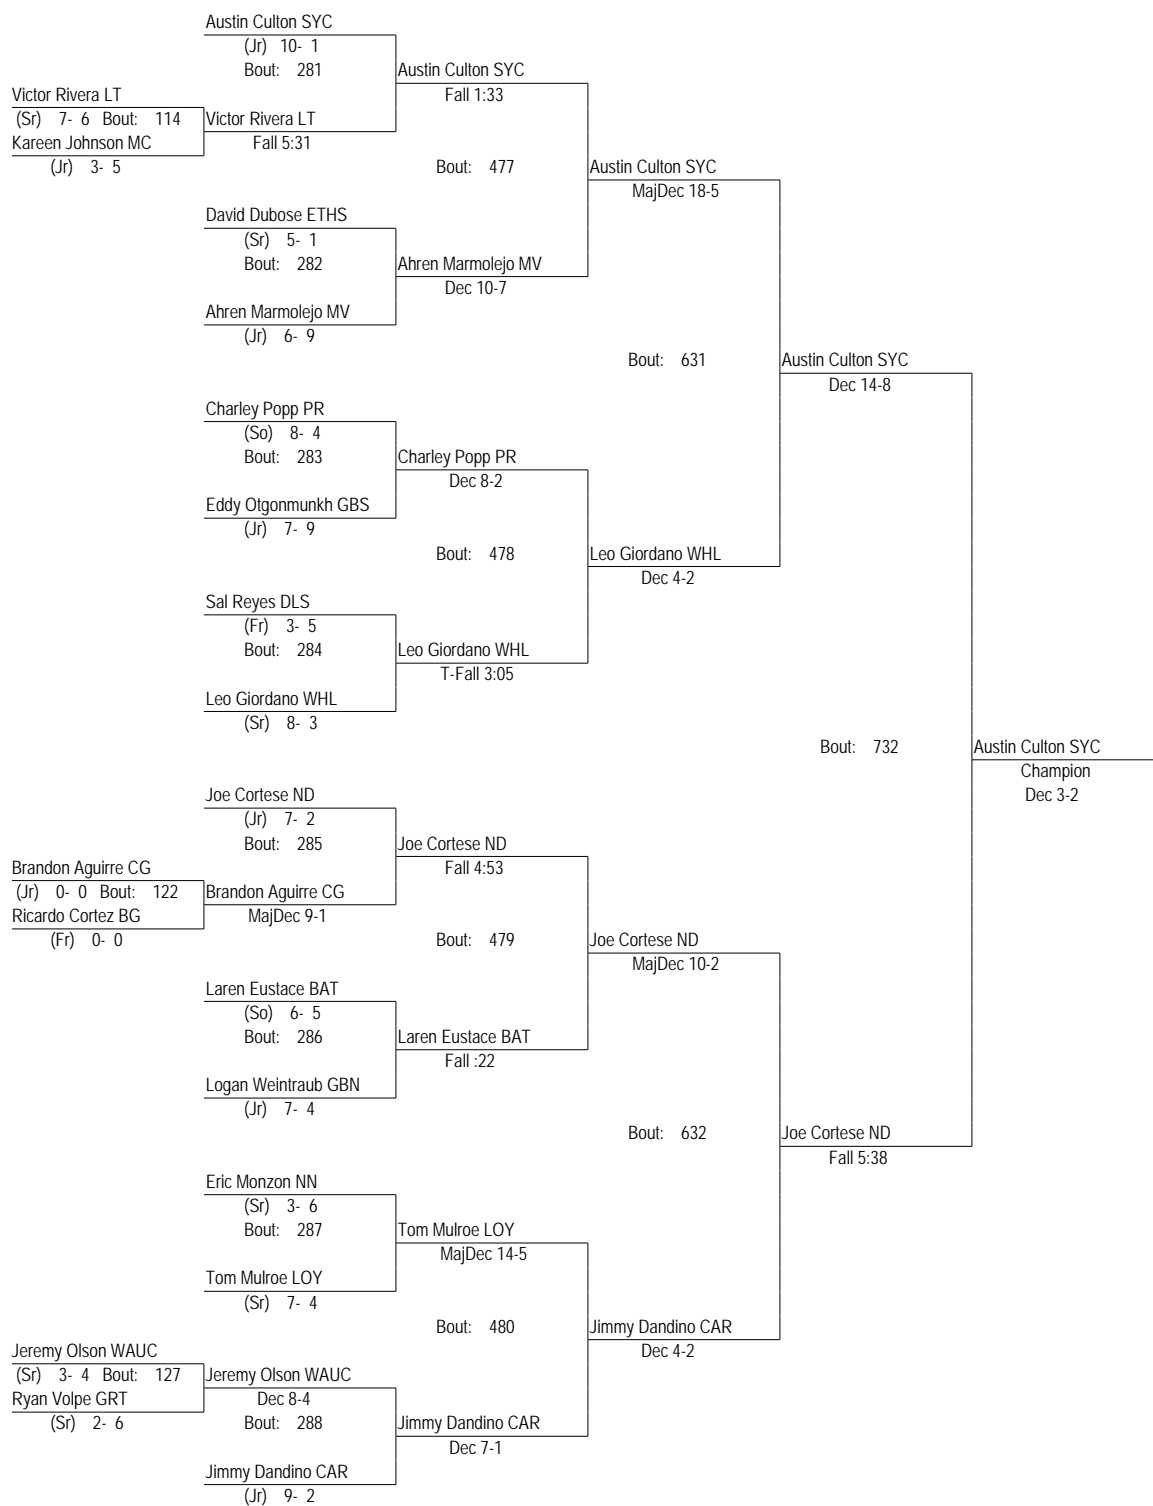 Austin Culton SYC
(Jr) 10- 1
Bout: 281
Austin Culton SYC
Fall 1:33
Victor Rivera LT
(Sr) 7- 6 Bout: 114
Victor Rivera LT
Kareen Johnson MC
Fall 5:31
(Jr) 3- 5
Bout: 477
Austin Culton SYC
MajDec 18-5
David Dubose ETHS
(Sr) 5- 1
Bout: 282
Ahren Marmolejo MV
Dec 10-7
Ahren Marmolejo MV
(Jr) 6- 9
Bout: 631
Austin Culton SYC
Dec 14-8
Charley Popp PR
(So) 8- 4
Bout: 283
Charley Popp PR
Dec 8-2
Eddy Otgonmunkh GBS
(Jr) 7- 9
Bout: 478
Leo Giordano WHL
Dec 4-2
Sal Reyes DLS
(Fr) 3- 5
Bout: 284
Leo Giordano WHL
T-Fall 3:05
Leo Giordano WHL
(Sr) 8- 3
Bout: 732
Austin Culton SYC
Champion
Dec 3-2
Joe Cortese ND
(Jr) 7- 2
Bout: 285
Joe Cortese ND
Fall 4:53
Brandon Aguirre CG
(Jr) 0- 0 Bout: 122
Brandon Aguirre CG
Ricardo Cortez BG
MajDec 9-1
(Fr) 0- 0
Bout: 479
Joe Cortese ND
MajDec 10-2
Laren Eustace BAT
(So) 6- 5
Bout: 286
Laren Eustace BAT
Fall :22
Logan Weintraub GBN
(Jr) 7- 4
Bout: 632
Joe Cortese ND
Fall 5:38
Eric Monzon NN
(Sr) 3- 6
Bout: 287
Tom Mulroe LOY
MajDec 14-5
Tom Mulroe LOY
(Sr) 7- 4
Bout: 480
Jimmy Dandino CAR
Dec 4-2
Jeremy Olson WAUC
(Sr) 3- 4 Bout: 127
Jeremy Olson WAUC
Ryan Volpe GRT
Dec 8-4
(Sr) 2- 6
Bout: 288
Jimmy Dandino CAR
Dec 7-1
Jimmy Dandino CAR
(Jr) 9- 2